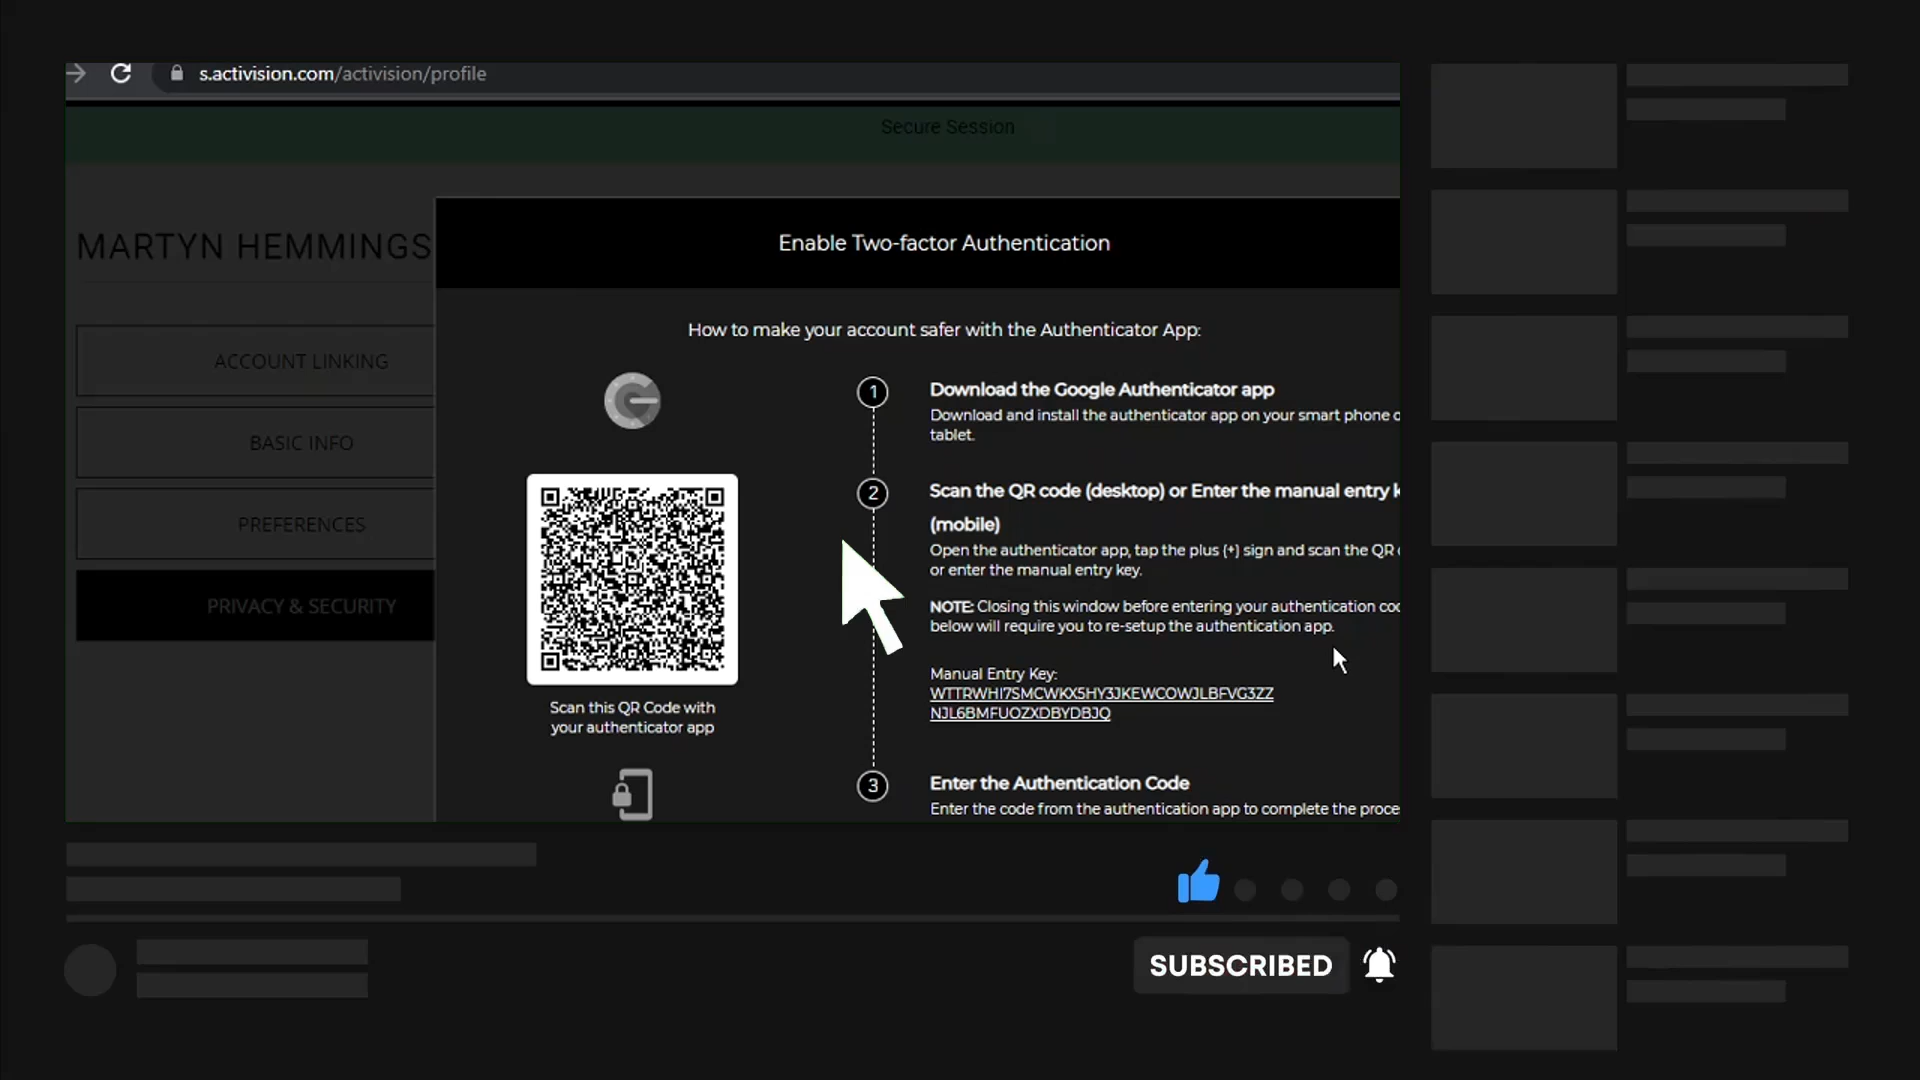 s.activision.com/activision/profile
Secure Session
MARTYN HEMMINGS
Enable Two-factor Authentication
How to make your account safer with the Authenticator App:
ACCOUNT LINKING
BASIC INFO
PREFERENCES
PRIVACY & SECURITY
Scan this QR Code with
your authenticator app
1
Download the Google Authenticator app
Download and install the authenticator app on your smart phone
tablet.
2
Scan the QR code (desktop) or Enter the manual entry
(mobile)
Open the authenticator app, tap the plus (+) sign and scan the QR
or enter the manual entry key.
NOTE: Closing this window before entering your authentication
below will require you to re-setup the authentication app.
Manual Entry Key:
WTTRWHI7SMCWKX5HY3JKEWCOWJLBFVG3ZZ
NJL6BMFUOZXDBYDBJQ
3
Enter the Authentication Code
Enter the code from the authentication app to complete the
SUBSCRIBED